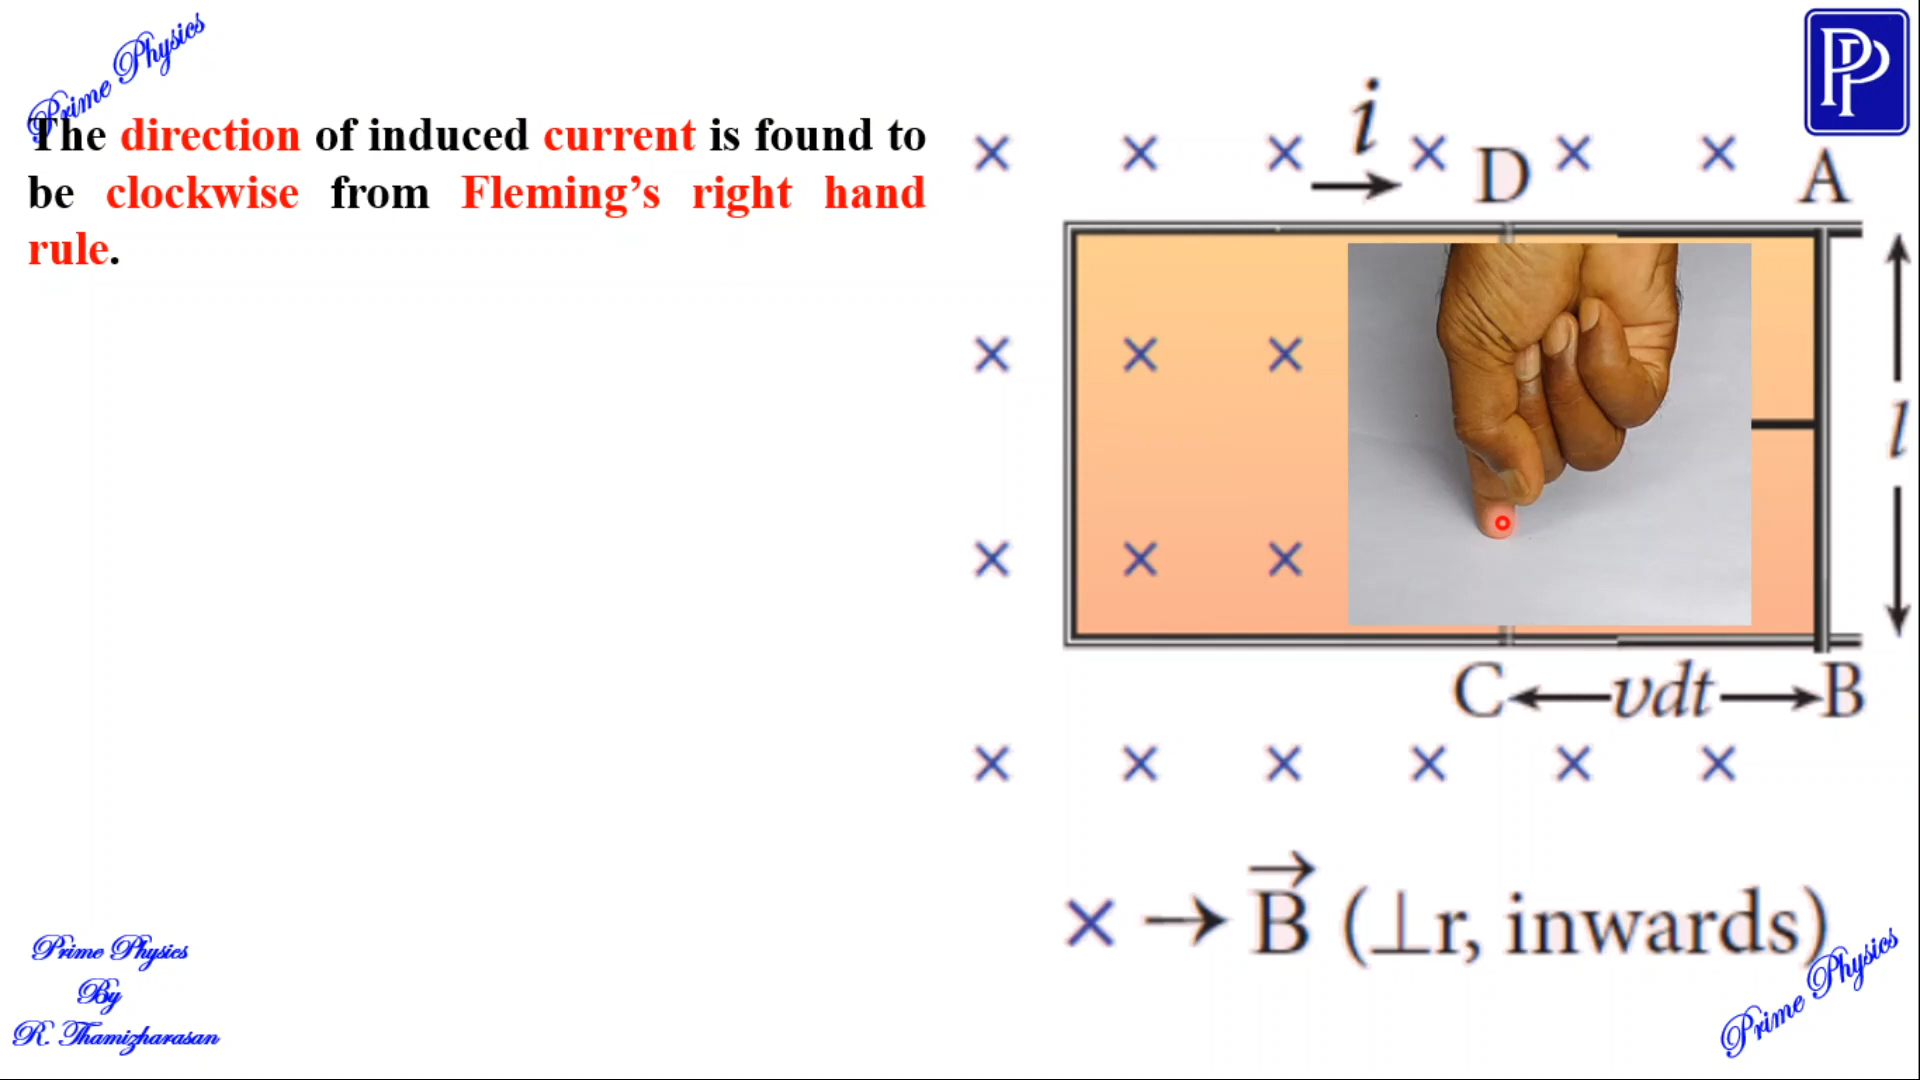 Prime Physics
The direction of induced current is found to
be clockwise from Fleming’s right hand
rule.
PP
i
D
A
l
C
vdt
B
× → B⃗ (⊥r, inwards)
Prime Physics
By
R. Thamizharasan
Prime Physics